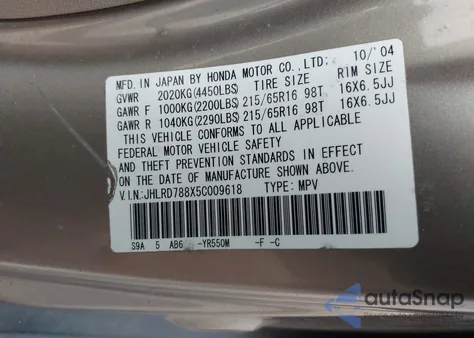 MFD. IN JAPAN BY HONDA MOTOR CO., LTD: 10/'04
GVWR 2020KG(4450LBS) TIRE SIZE RIM SIZE
GAWR F 1000KG(2200LBS) 215/65R16 98T 16X6.5JJ
GAWR R 1040KG(2290LBS) 215/65R16 98T 16X6.5JJ
THIS VEHICLE CONFORMS TO ALL APPLICABLE
FEDERAL MOTOR VEHICLE SAFETY
AND THEFT PREVENTION STANDARDS IN EFFECT
ON THE DATE OF MANUFACTURE SHOWN ABOVE.
V.I.N.:JHLRD788X5C009618 TYPE: MPV
S9A 5 AB6 -YR550M -F -C
autoSnap